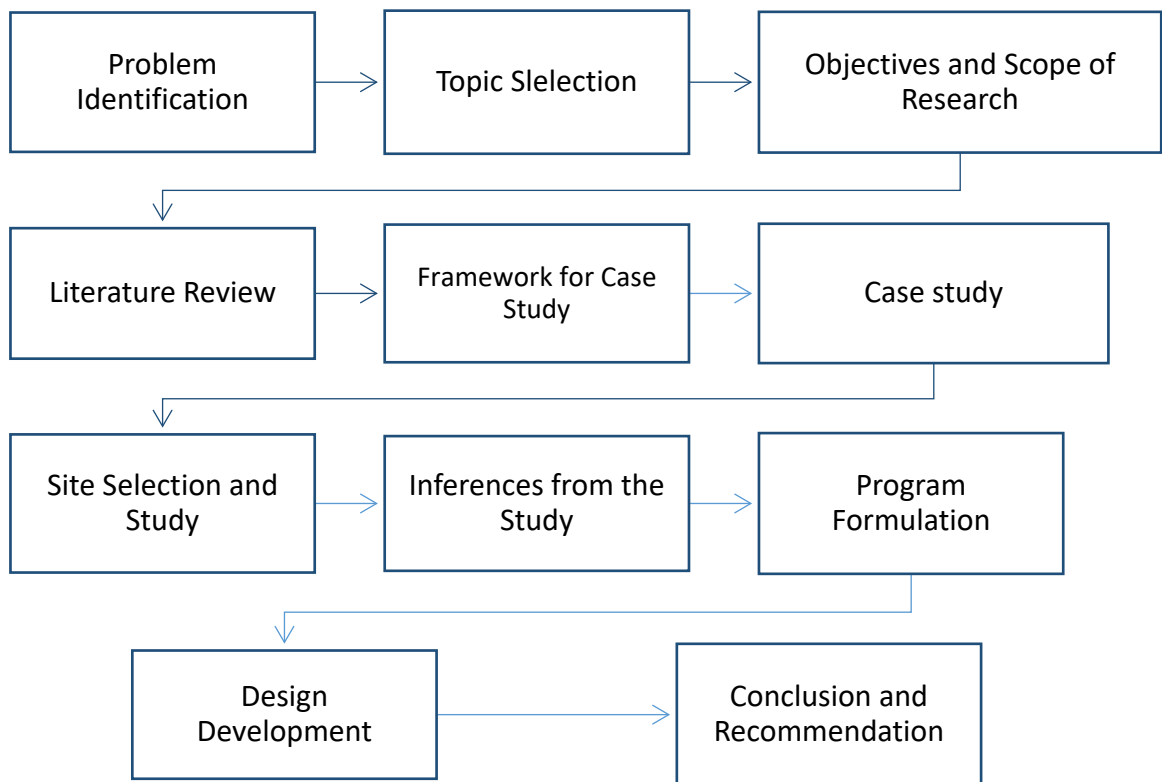 Problem
Identification
Topic Slelection
Objectives and Scope of
Research
Literature Review
Framework for Case
Study
Case study
Site Selection and
Study
Inferences from the
Study
Program
Formulation
Design
Development
Conclusion and
Recommendation